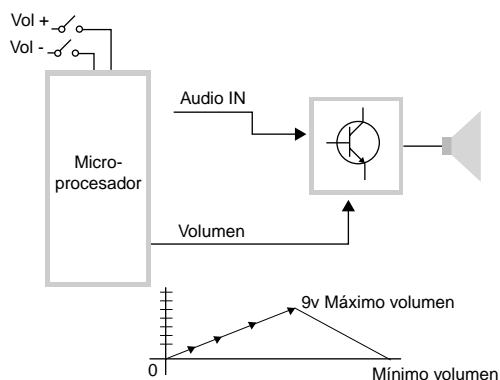 Vol +
Vol -
Audio IN
Micro-
procesador
Volumen
9v Máximo volumen
0
Mínimo volumen